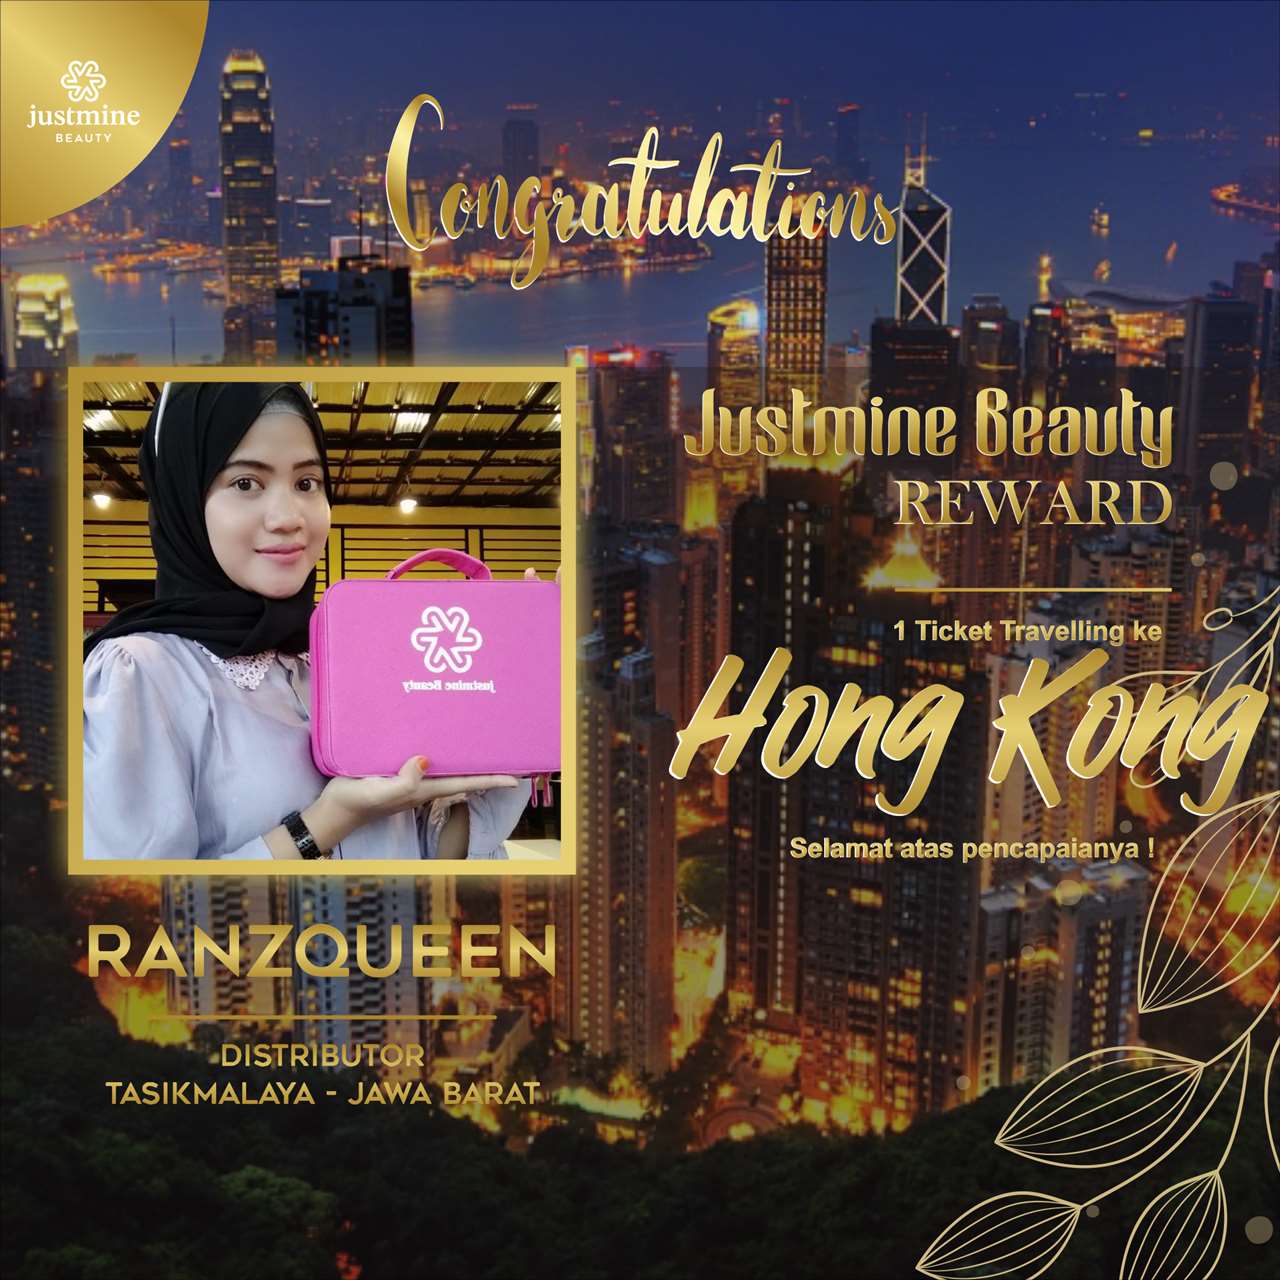 justmine
BEAUTY
Congratulations
Justmine Beauty
REWARD
1 Ticket Travelling ke
Hong Kong
Selamat atas pencapaianya !
justmine Beauty
RANZQUEEN
DISTRIBUTOR
TASIKMALAYA - JAWA BARAT